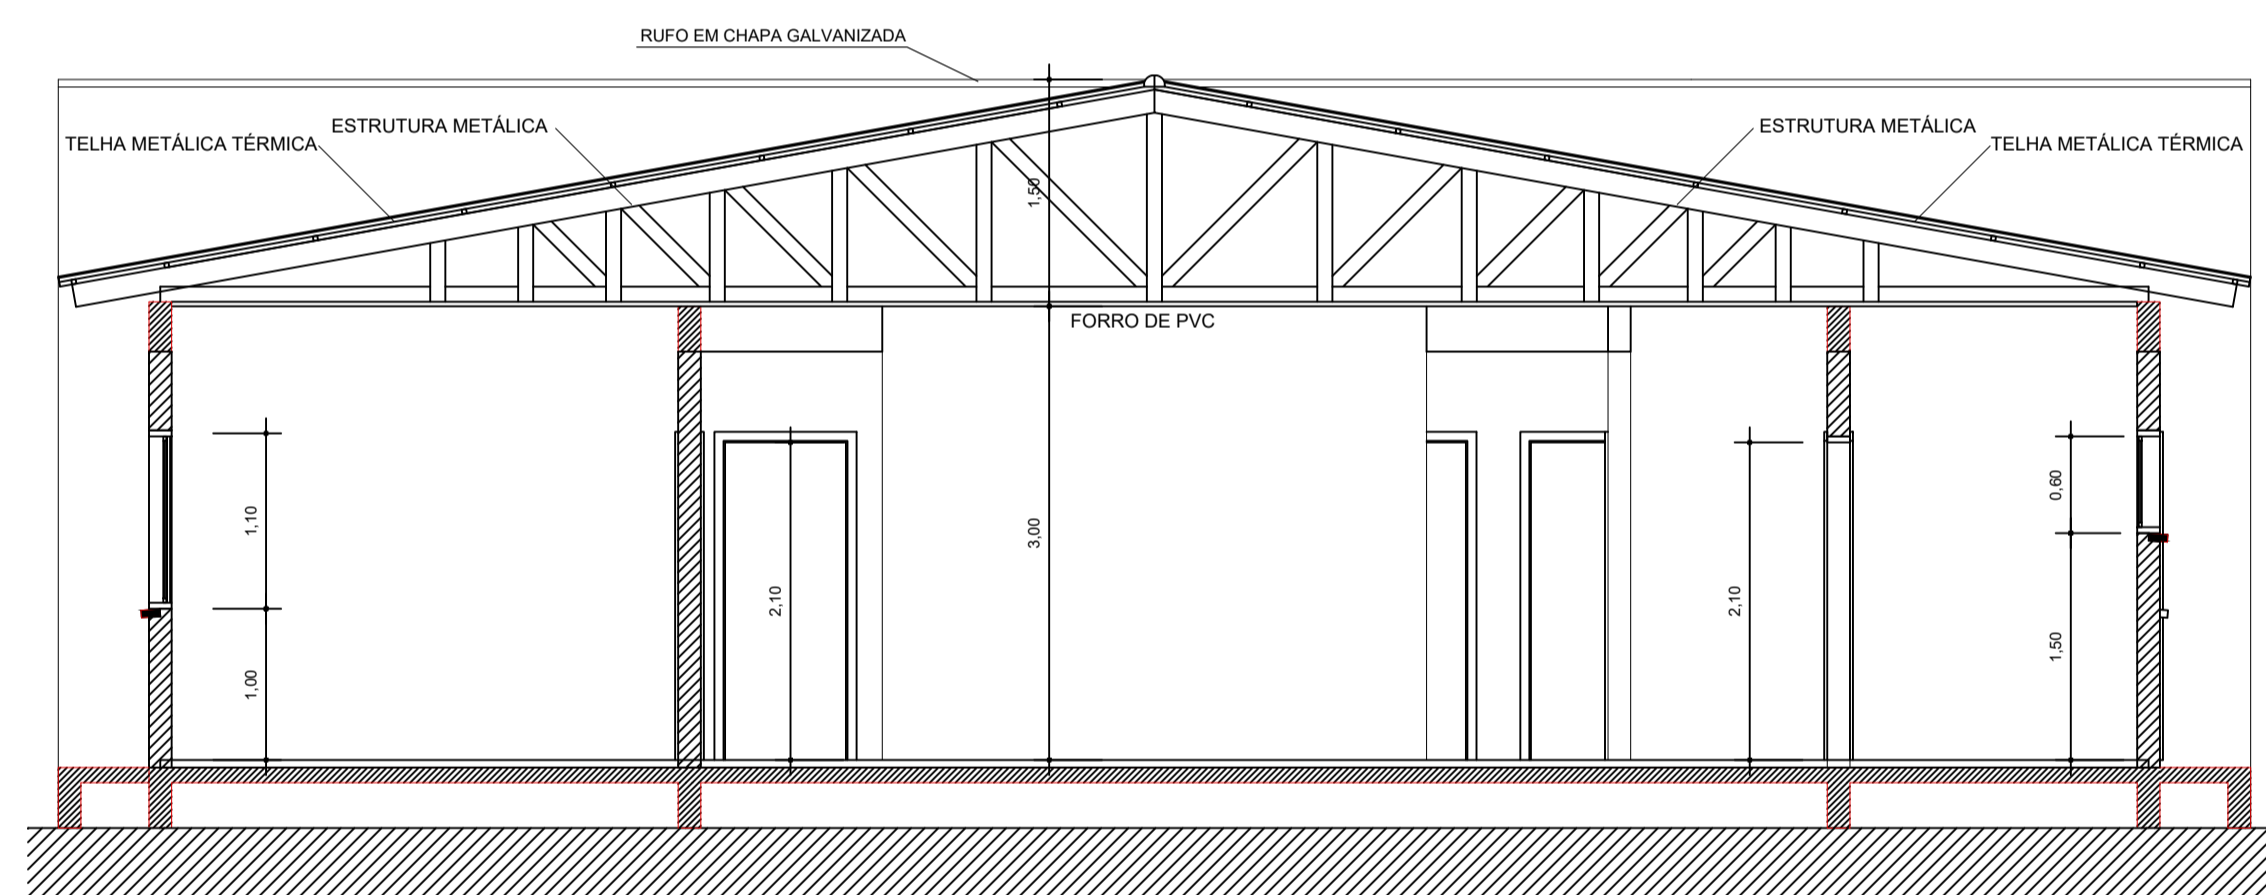 RUFO EM CHAPA GALVANIZADA
ESTRUTURA METÁLICA
TELHA METÁLICA TÉRMICA
ESTRUTURA METÁLICA
TELHA METÁLICA TÉRMICA
1,50
FORRO DE PVC
1,10
3,00
0,60
2,10
2,10
1,50
1,00